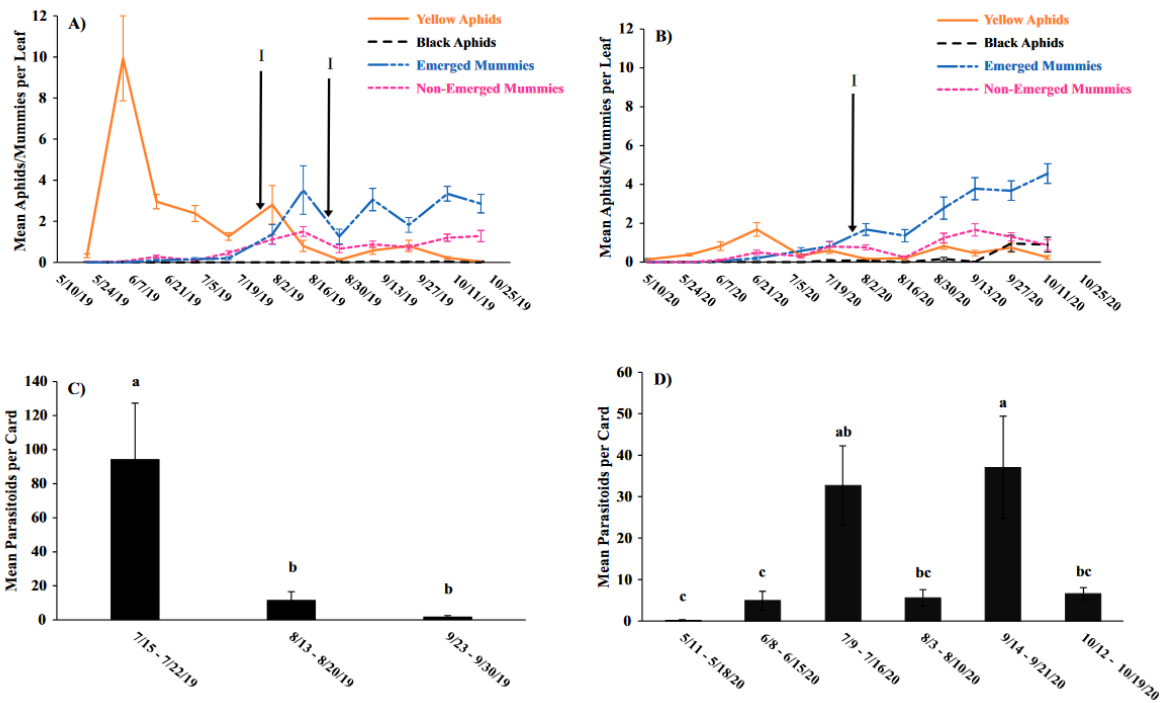 A)
Mean Aphids/Mummies per Leaf
12
10
8
6
4
2
0
I
I
Yellow Aphids
Black Aphids
Emerged Mummies
Non-Emerged Mummies
5/10/19
5/24/19
6/7/19
6/21/19
7/5/19
7/19/19
8/2/19
8/16/19
8/30/19
9/13/19
9/27/19
10/11/19
10/25/19
B)
Mean Aphids/Mummies per Leaf
12
10
8
6
4
2
0
I
Yellow Aphids
Black Aphids
Emerged Mummies
Non-Emerged Mummies
5/10/20
5/24/20
6/7/20
6/21/20
7/5/20
7/19/20
8/2/20
8/16/20
8/30/20
9/13/20
9/27/20
10/11/20
10/25/20
C)
Mean Parasitoids per Card
140
120
100
80
60
40
20
0
a
b
b
7/15 - 7/22/19
8/13 - 8/20/19
9/23 - 9/30/19
D)
Mean Parasitoids per Card
60
50
40
30
20
10
0
c
c
ab
bc
a
bc
5/11 - 5/18/20
6/8 - 6/15/20
7/9 - 7/16/20
8/3 - 8/10/20
9/14 - 9/21/20
10/12 - 10/19/20